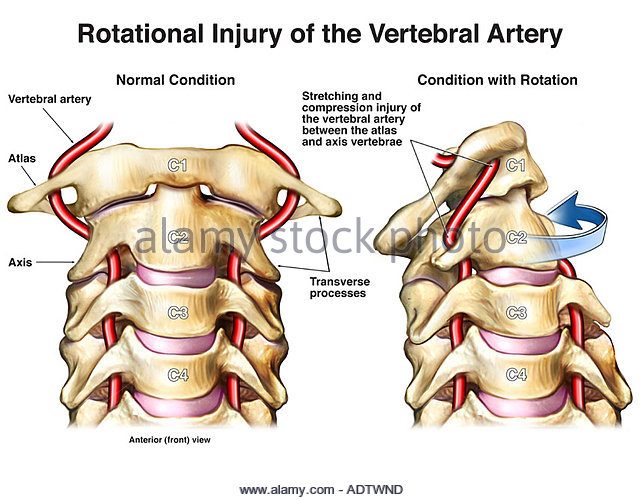 Rotational Injury of the Vertebral Artery
Normal Condition
Condition with Rotation
Vertebral artery
Stretching and
compression injury of
the vertebral artery
between the atlas
and axis vertebrae
Atlas
C1
C1
alamy stock photo
C2
C2
Axis
Transverse
processes
C3
C3
C4
C4
Anterior (front) view
www.alamy.com - ADTWND